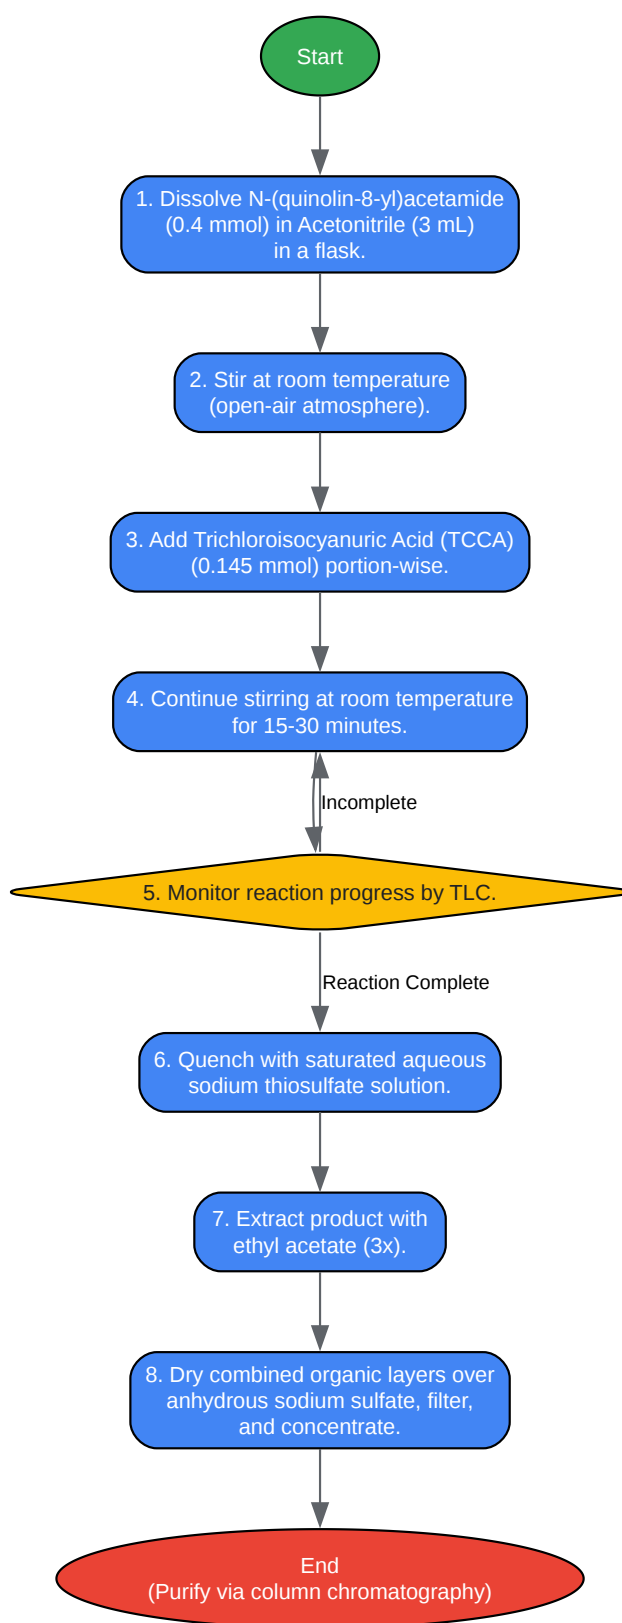 Start
1. Dissolve N-(quinolin-8-yl)acetamide
(0.4 mmol) in Acetonitrile (3 mL)
in a flask.
2. Stir at room temperature
(open-air atmosphere).
3. Add Trichloroisocyanuric Acid (TCCA)
(0.145 mmol) portion-wise.
4. Continue stirring at room temperature
for 15-30 minutes.
Incomplete
5. Monitor reaction progress by TLC.
Reaction Complete
6. Quench with saturated aqueous
sodium thiosulfate solution.
7. Extract product with
ethyl acetate (3x).
8. Dry combined organic layers over
anhydrous sodium sulfate, filter,
and concentrate.
End
(Purify via column chromatography)